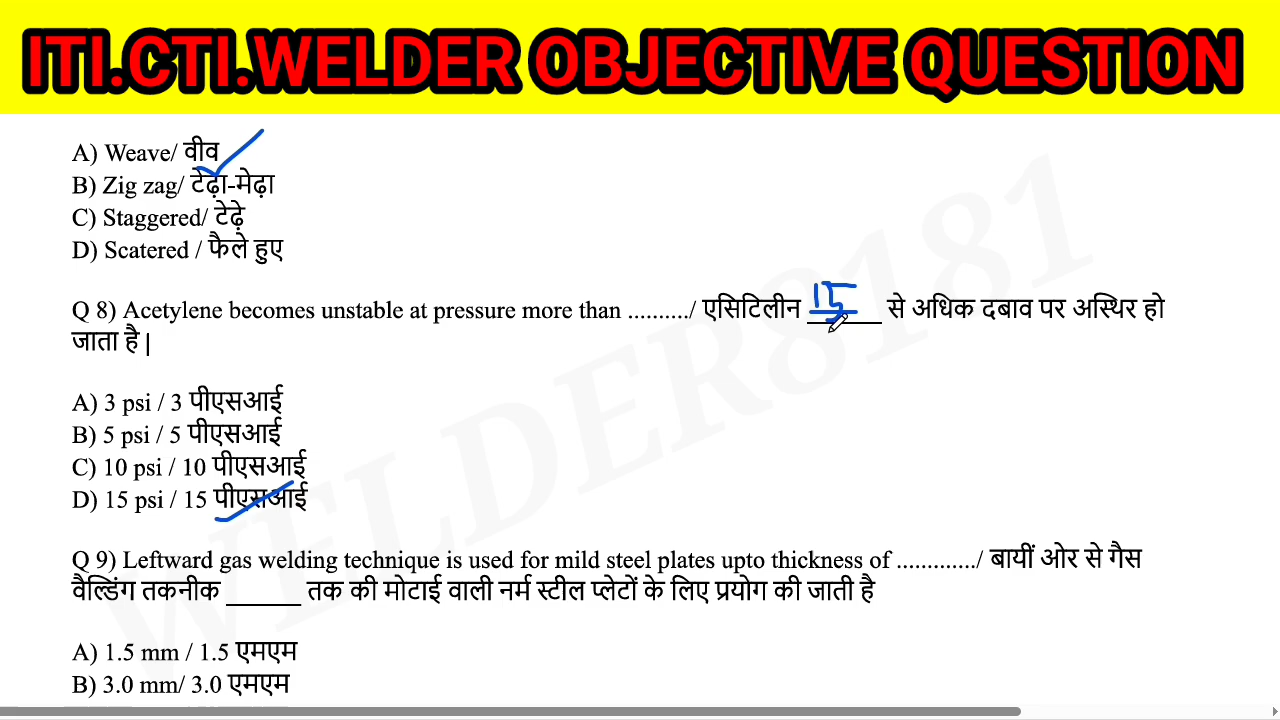 ITI.CTI.WELDER OBJECTIVE QUESTION
A) Weave/ वीव
B) Zig zag/ टेढ़ा-मेढ़ा
C) Staggered/ टेढ़े
D) Scatered / फैले हुए
Q 8) Acetylene becomes unstable at pressure more than ........../ एसिटिलीन 15 से अधिक दबाव पर अस्थिर हो
जाता है |
A) 3 psi / 3 पीएसआई
B) 5 psi / 5 पीएसआई
C) 10 psi / 10 पीएसआई
D) 15 psi / 15 पीएसआई
Q 9) Leftward gas welding technique is used for mild steel plates upto thickness of ............./ बायीं ओर से गैस
वैल्डिंग तकनीक ______ तक की मोटाई वाली नर्म स्टील प्लेटों के लिए प्रयोग की जाती है
A) 1.5 mm / 1.5 एमएम
B) 3.0 mm/ 3.0 एमएम
WELDER8181